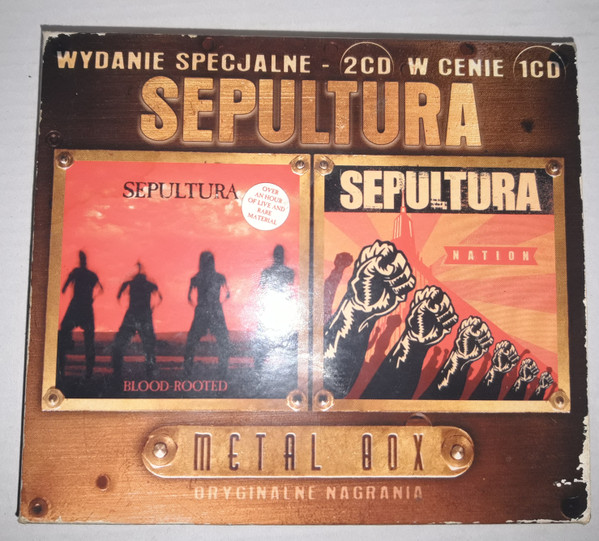 WYDANIE SPECJALNE - 2CD W CENIE 1CD
SEPULTURA
SEPULTURA
OVER
AN HOUR
OF LIVE AND
RARE
MATERIAL
BLOOD-ROOTED
SEPULTURA
NATION
METAL BOX
ORYGINALNE NAGRANIA